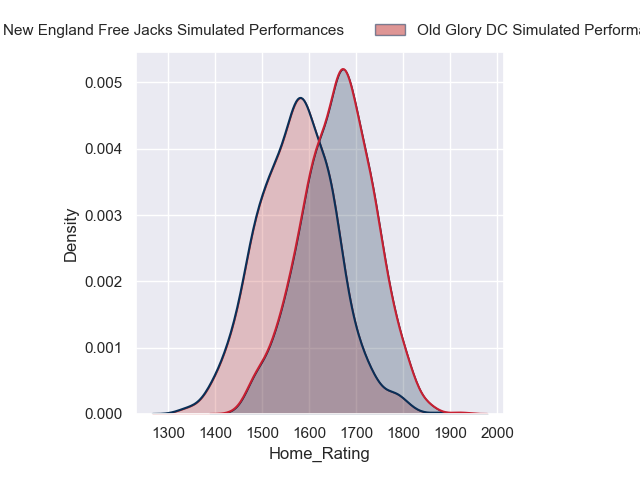 New England Free Jacks Simulated Performances
Old Glory DC Simulated
0.005
0.004
0.003
0.002
0.001
0.000
Density
1300 1400 1500 1600 1700 1800 1900 2000
Home_Rating